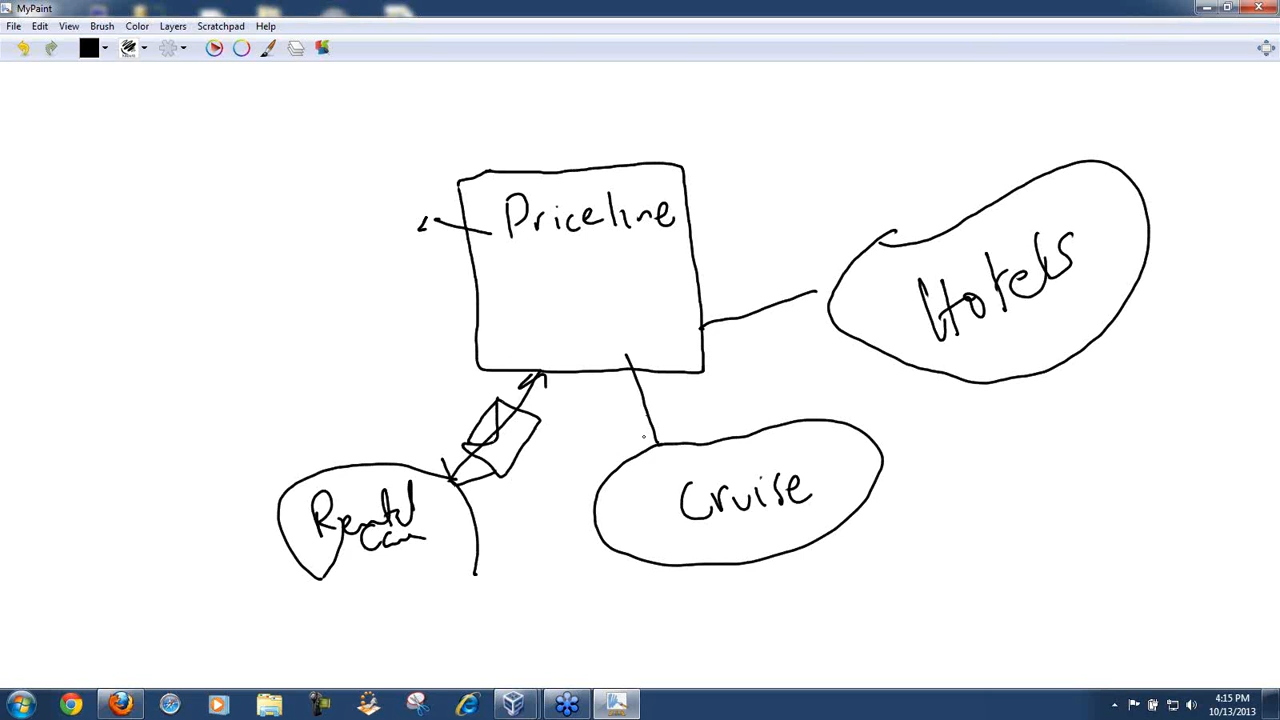 MyPaint
File Edit View Brush Color Layers Scratchpad Help
Priceline
Hotels
Cruise
Rental
Car
4:15 PM
10/13/2013